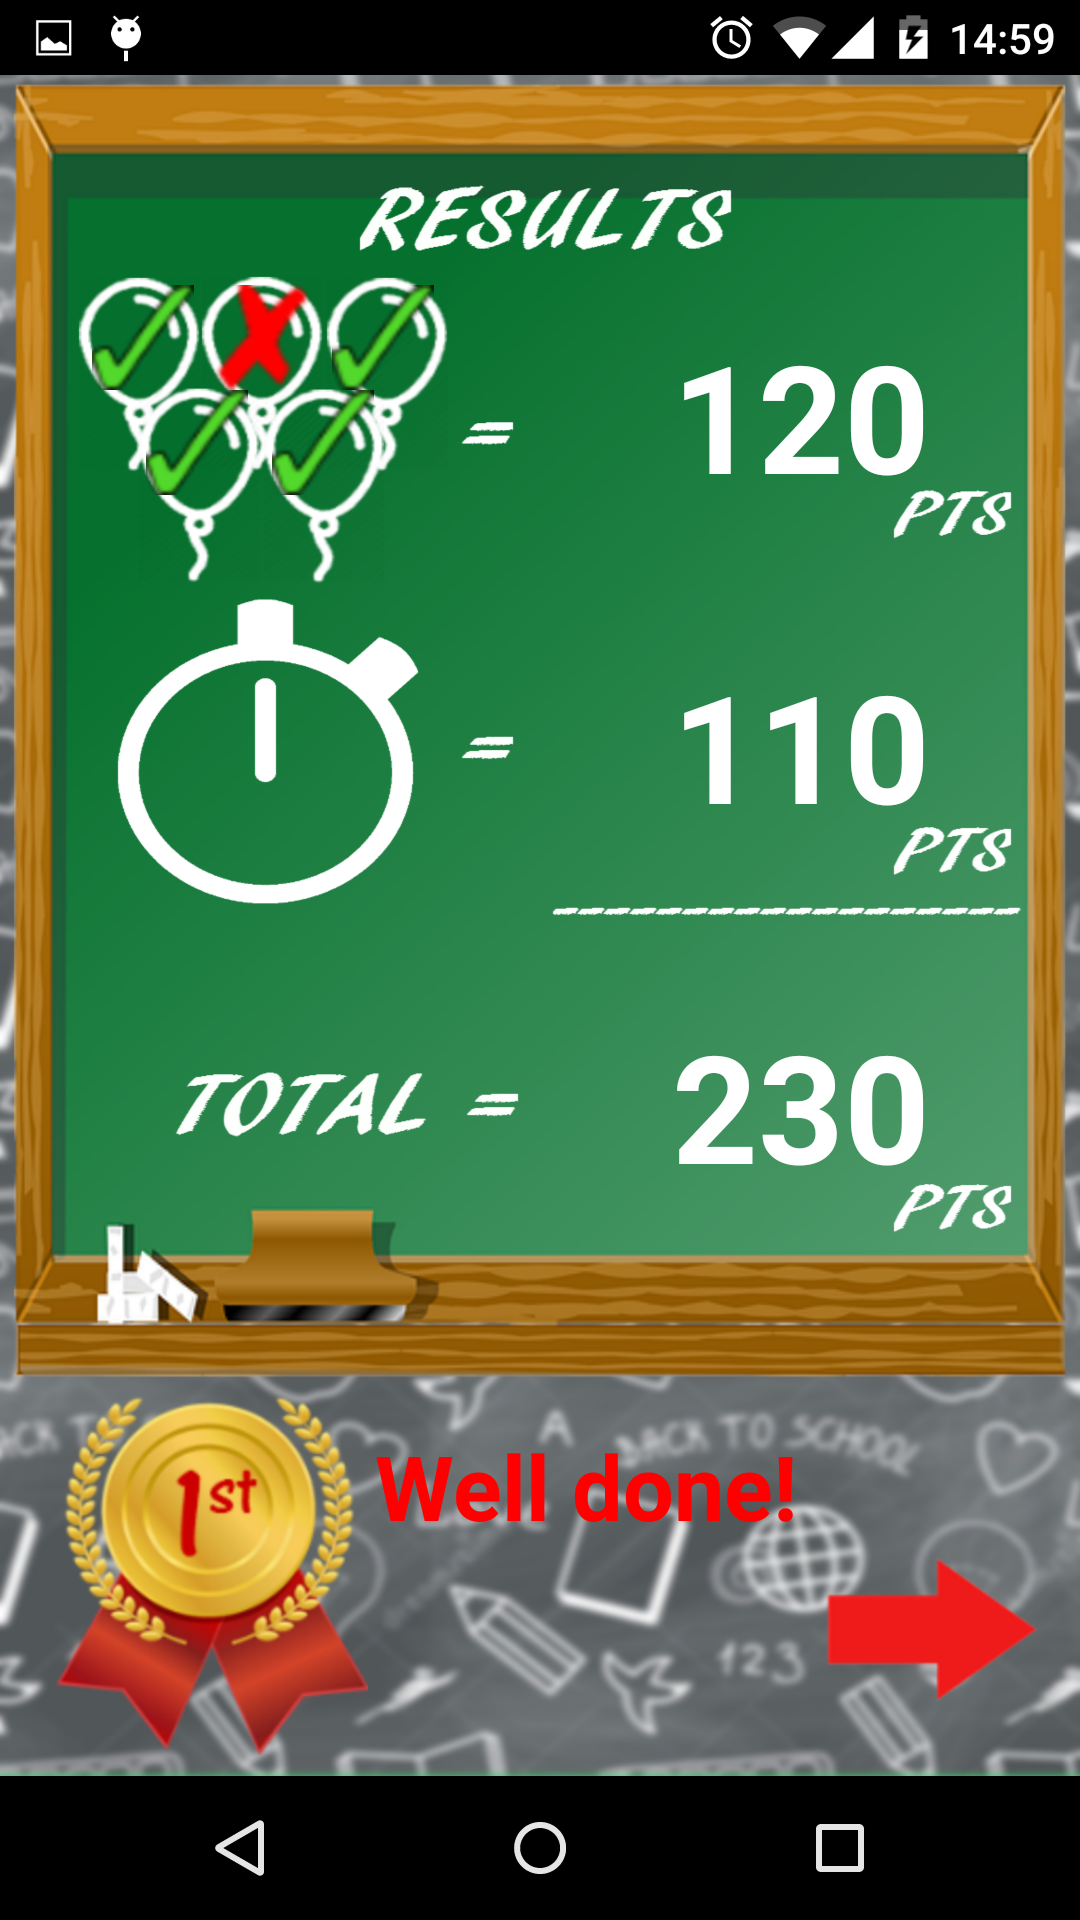 14:59
RESULTS
= 120
PTS
= 110
PTS
------------------
TOTAL = 230
PTS
A
BACK TO SCHOOL
1st
Well done!
123